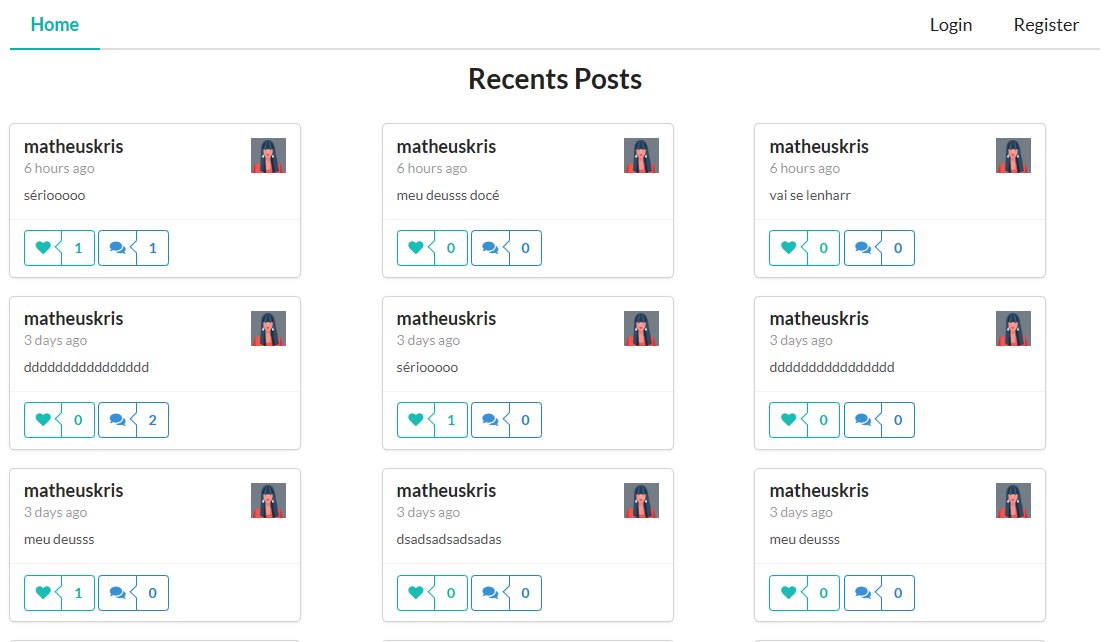 Home Login Register
Recents Posts
matheuskris
6 hours ago
sériooooo
1 1
matheuskris
6 hours ago
meu deusss docé
0 0
matheuskris
6 hours ago
vai se lenharr
0 0
matheuskris
3 days ago
dddddddddddddddd
0 2
matheuskris
3 days ago
sériooooo
1 0
matheuskris
3 days ago
dddddddddddddddd
0 0
matheuskris
3 days ago
meu deusss
1 0
matheuskris
3 days ago
dsadsadsadsadas
0 0
matheuskris
3 days ago
meu deusss
0 0